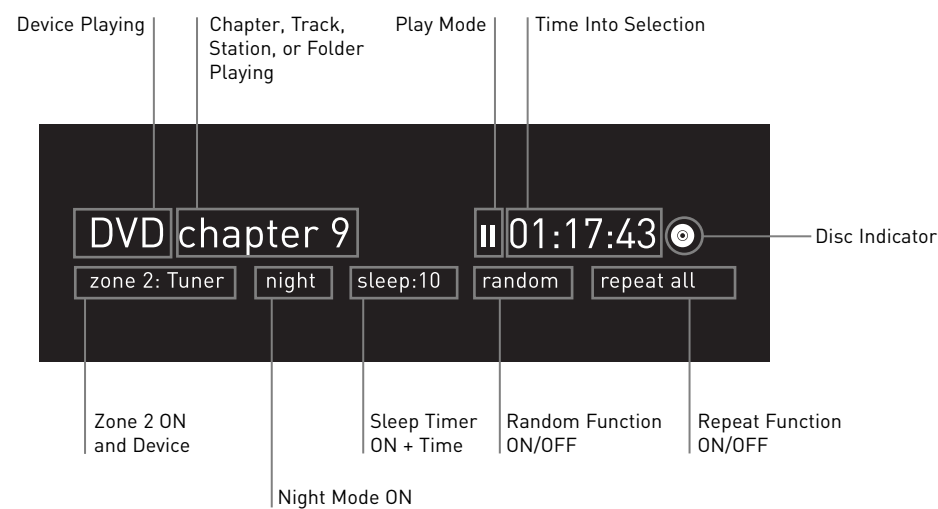 Device Playing
Chapter, Track,
Station, or Folder
Playing
Play Mode
Time Into Selection
DVD chapter 9 01:17:43
Disc Indicator
zone 2: Tuner night sleep:10 random repeat all
Zone 2 ON
and Device
Sleep Timer
ON + Time
Random Function
ON/OFF
Repeat Function
ON/OFF
Night Mode ON